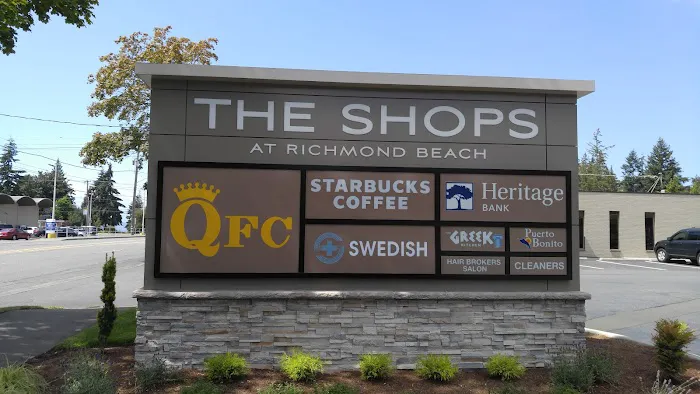 THE SHOPS
AT RICHMOND BEACH
QFC
STARBUCKS
COFFEE
Heritage
BANK
SWEDISH
GREEK
Puerto
Bonito
HAIR BROKERS
SALON
CLEANERS